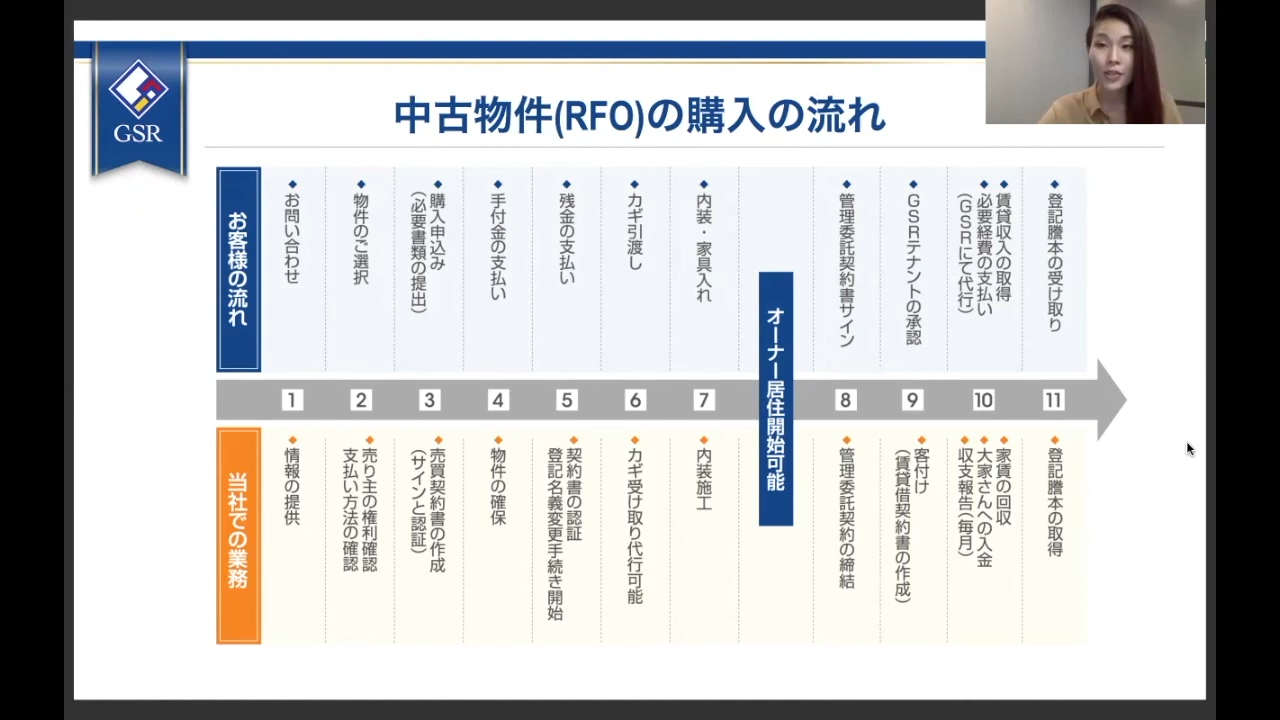 GSR
中古物件(RFO)の購入の流れ
お客様の流れ
お問い合わせ
物件のご選択
購入申込み
(必要書類の提出)
手付金の支払い
残金の支払い
カギ引渡し
内装・家具入れ
オーナー居住開始可能
管理委託契約書サイン
GSRテナントの承認
賃貸収入の取得
必要経費の支払い
(GSRにて代行)
登記謄本の受け取り
1
2
3
4
5
6
7
8
9
10
11
当社での業務
情報の提供
売り主の権利確認
支払い方法の確認
売買契約書の作成
(サインと認証)
物件の確保
契約書の認証
登記名義変更手続き開始
カギ受け取り代行可能
内装施工
管理委託契約の締結
客付け
(賃貸借契約書の作成)
家賃の回収
大家さんへの入金
収支報告(毎月)
登記謄本の取得